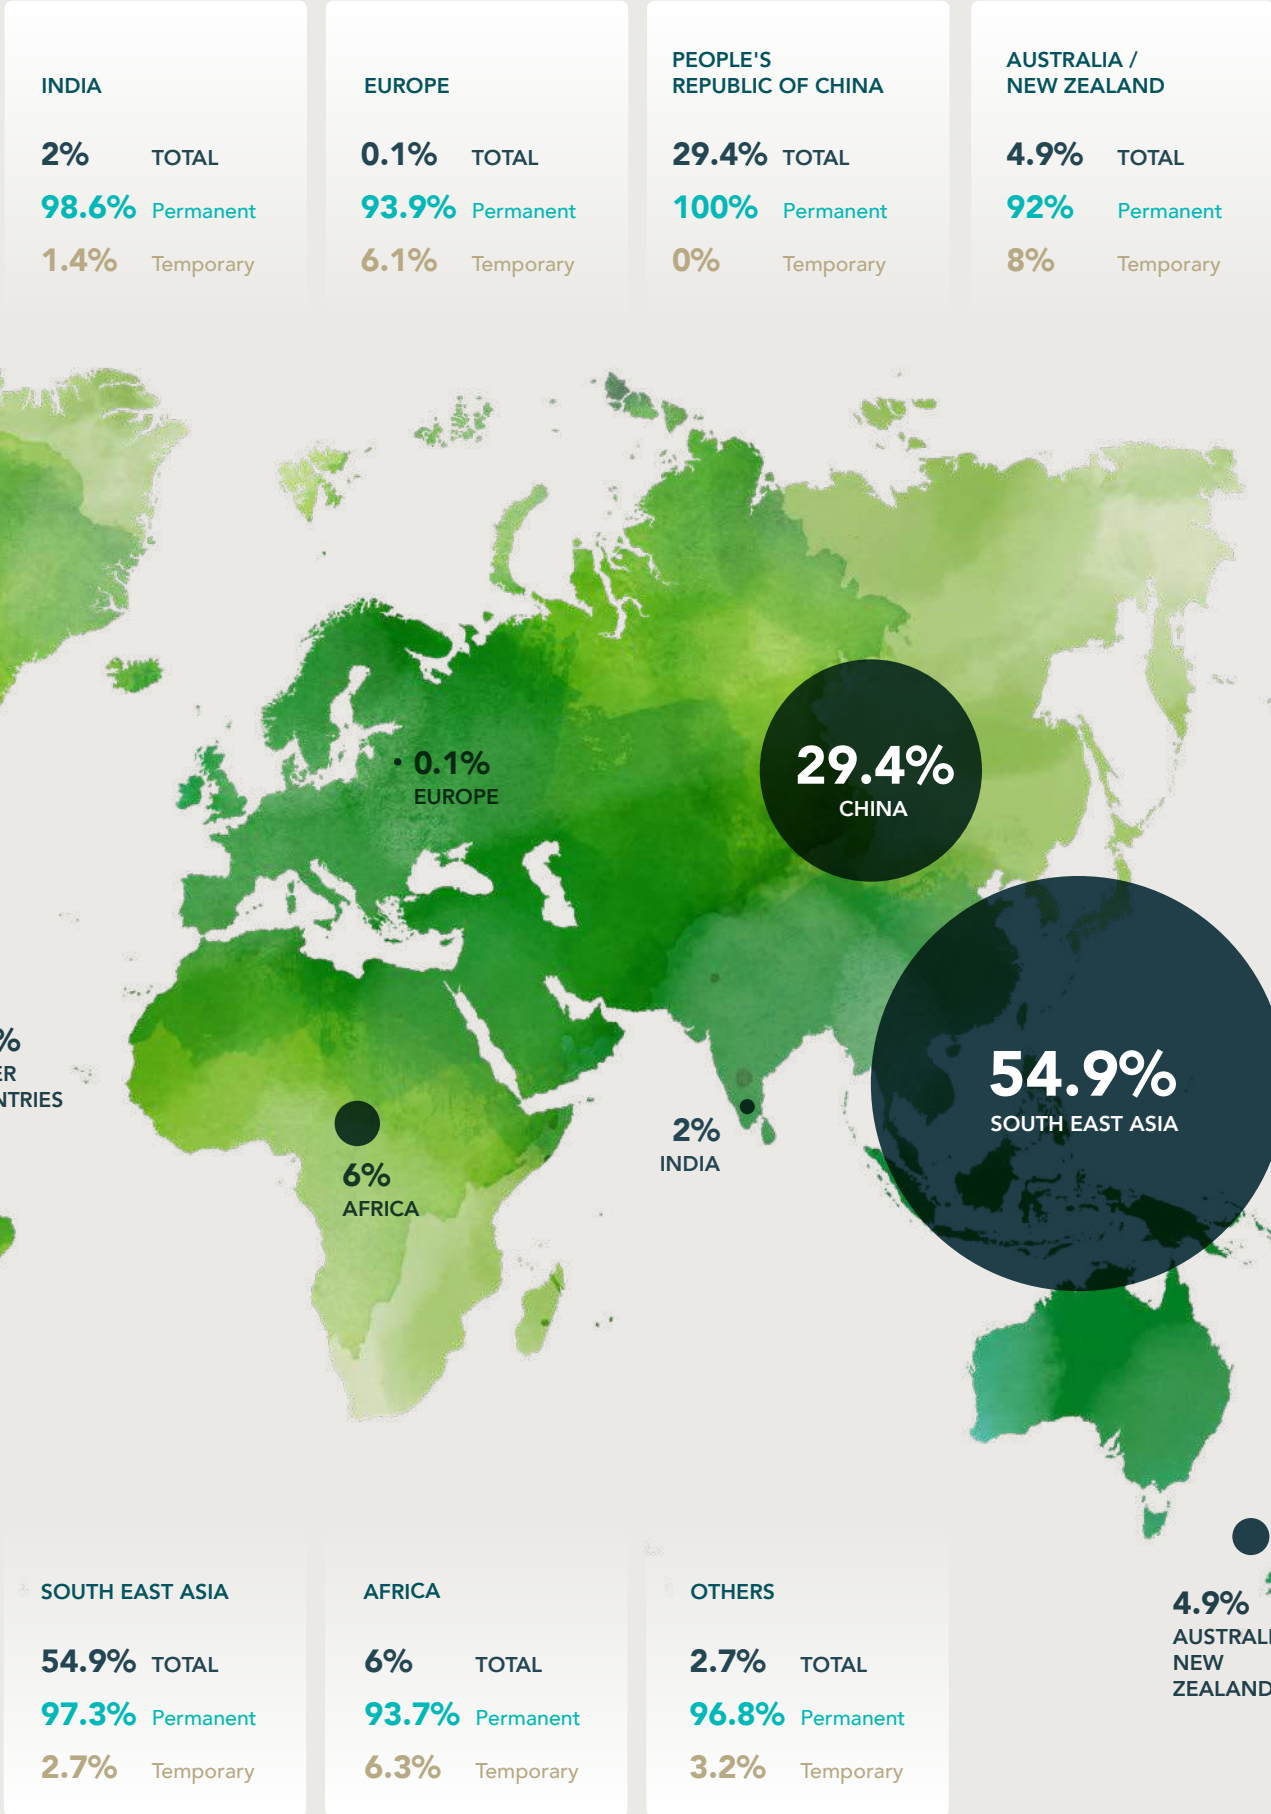 INDIA
2% TOTAL
98.6% Permanent
1.4% Temporary
EUROPE
0.1% TOTAL
93.9% Permanent
6.1% Temporary
PEOPLE'S
REPUBLIC OF CHINA
29.4% TOTAL
100% Permanent
0% Temporary
AUSTRALIA /
NEW ZEALAND
4.9% TOTAL
92% Permanent
8% Temporary
0.1%
EUROPE
29.4%
CHINA
%
ER
NTRIES
54.9%
SOUTH EAST ASIA
2%
INDIA
6%
AFRICA
4.9%
AUSTRALI
NEW
ZEALAND
SOUTH EAST ASIA
54.9% TOTAL
97.3% Permanent
2.7% Temporary
AFRICA
6% TOTAL
93.7% Permanent
6.3% Temporary
OTHERS
2.7% TOTAL
96.8% Permanent
3.2% Temporary